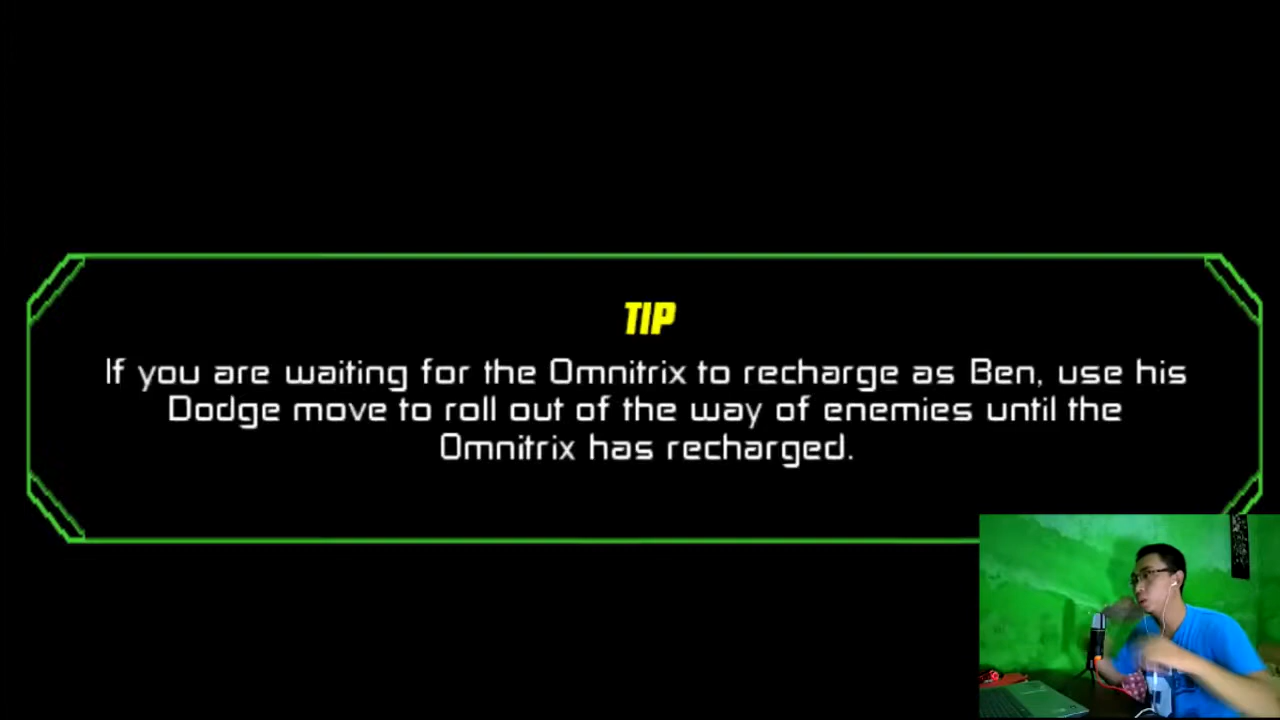 TIP
If you are waiting for the Omnitrix to recharge as Ben, use his
Dodge move to roll out of the way of enemies until the
Omnitrix has recharged.